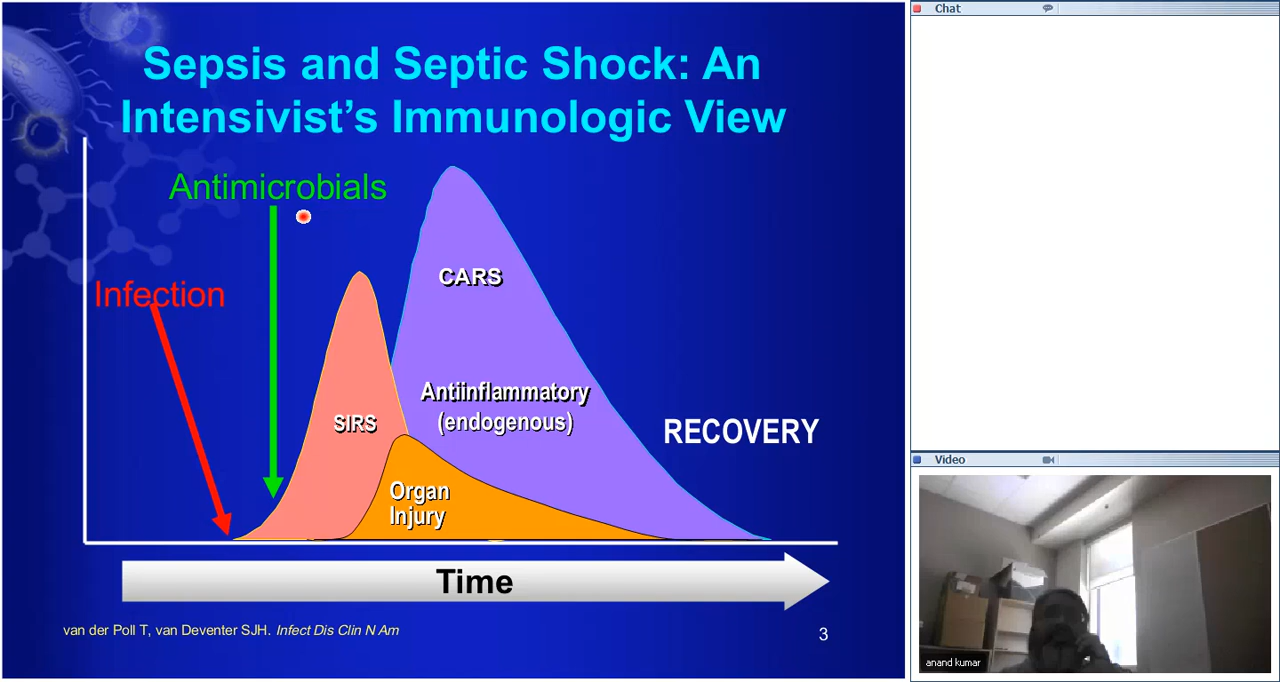 Sepsis and Septic Shock: An
Intensivist's Immunologic View
Antimicrobials
Infection
CARS
Antiinflammatory
(endogenous)
SIRS
RECOVERY
Organ
Injury
Time
van der Poll T, van Deventer SJH. Infect Dis Clin N Am
3
Chat
Video
anand kumar